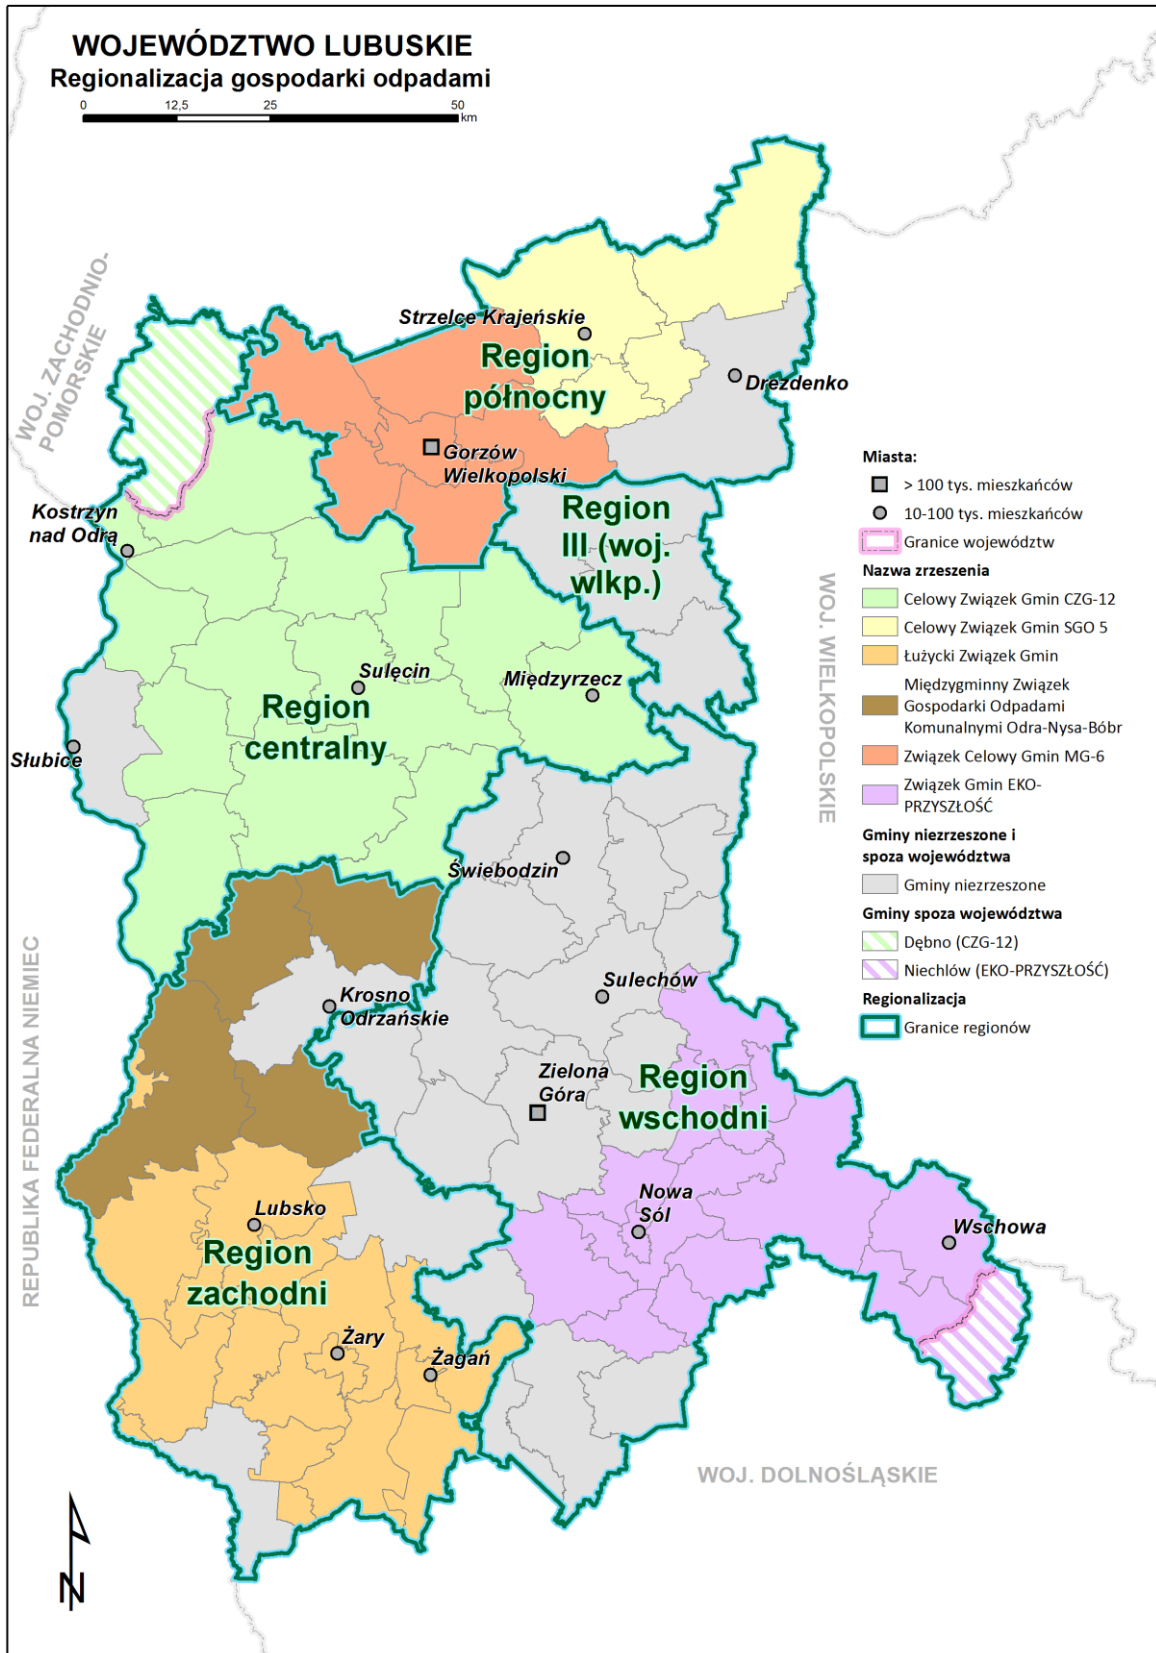 WOJEWÓDZTWO LUBUSKIE
Regionalizacja gospodarki odpadami
0 12,5 25 50
km
WOJ. ZACHODNIO-
POMORSKIE
Strzelce Krajeńskie
Region
północny
Drezdenko
Gorzów
Wielkopolski
Kostrzyn
nad Odrą
Region
III (woj.
wlkp.)
Sulęcin
Międzyrzecz
Region
centralny
Słubice
WOJ. WIELKOPOLSKIE
Świebodzin
Sulechów
Krosno
Odrzańskie
Zielona
Góra
Region
wschodni
REPUBLIKA FEDERALNA NIEMIEC
Lubsko
Nowa
Sól
Wschowa
Region
zachodni
Żary
Żagań
WOJ. DOLNOŚLĄSKIE
N
Miasta:
> 100 tys. mieszkańców
10-100 tys. mieszkańców
Granice województw
Nazwa zrzeszenia
Celowy Związek Gmin CZG-12
Celowy Związek Gmin SGO 5
Łużycki Związek Gmin
Międzygminny Związek
Gospodarki Odpadami
Komunalnymi Odra-Nysa-Bóbr
Związek Celowy Gmin MG-6
Związek Gmin EKO-
PRZYSZŁOŚĆ
Gminy niezrzeszone i
spoza województwa
Gminy niezrzeszone
Gminy spoza województwa
Dębno (CZG-12)
Niechlów (EKO-PRZYSZŁOŚĆ)
Regionalizacja
Granice regionów